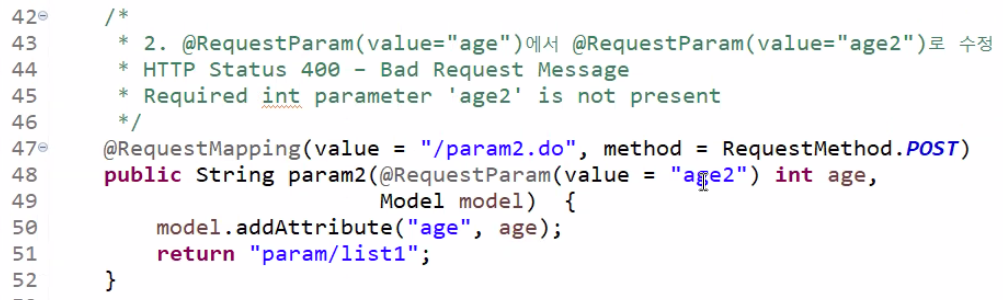 42 /*
43 * 2. @RequestParam(value="age")에서 @RequestParam(value="age2")로 수정
44 * HTTP Status 400 – Bad Request Message
45 * Required int parameter 'age2' is not present
46 */
47 @RequestMapping(value = "/param2.do", method = RequestMethod.POST)
48 public String param2(@RequestParam(value = "age2") int age,
49 Model model) {
50 model.addAttribute("age", age);
51 return "param/list1";
52 }